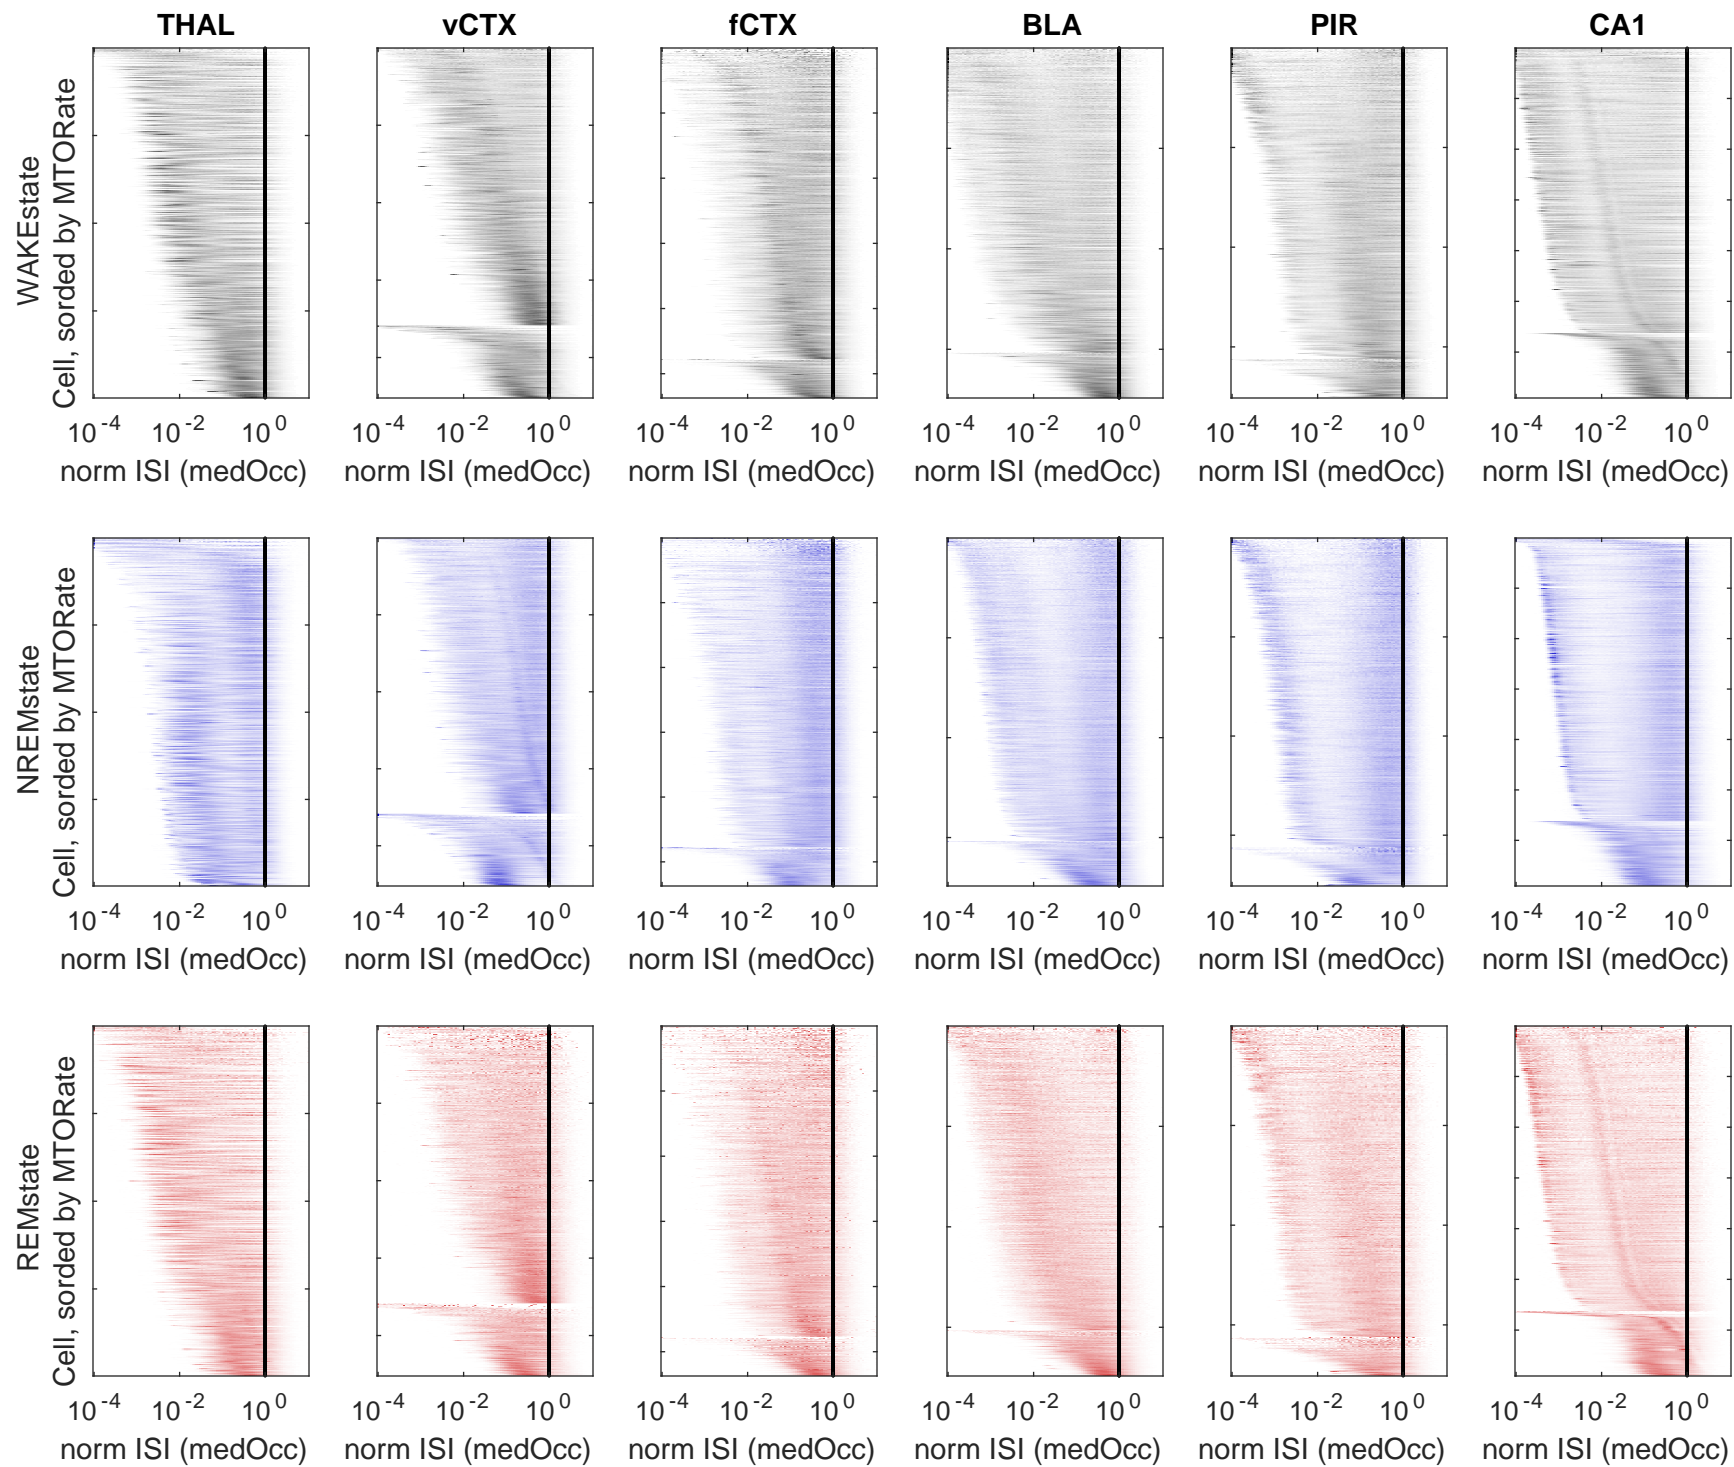 THAL vCTX fCTX BLA PIR CA1
WAKEstate
Cell, sorded by MTORate
10^-4 10^-2 10^0 10^-4 10^-2 10^0 10^-4 10^-2 10^0 10^-4 10^-2 10^0 10^-4 10^-2 10^0 10^-4 10^-2 10^0
norm ISI (medOcc) norm ISI (medOcc) norm ISI (medOcc) norm ISI (medOcc) norm ISI (medOcc) norm ISI (medOcc)
NREMstate
Cell, sorded by MTORate
10^-4 10^-2 10^0 10^-4 10^-2 10^0 10^-4 10^-2 10^0 10^-4 10^-2 10^0 10^-4 10^-2 10^0 10^-4 10^-2 10^0
norm ISI (medOcc) norm ISI (medOcc) norm ISI (medOcc) norm ISI (medOcc) norm ISI (medOcc) norm ISI (medOcc)
REMstate
Cell, sorded by MTORate
10^-4 10^-2 10^0 10^-4 10^-2 10^0 10^-4 10^-2 10^0 10^-4 10^-2 10^0 10^-4 10^-2 10^0 10^-4 10^-2 10^0
norm ISI (medOcc) norm ISI (medOcc) norm ISI (medOcc) norm ISI (medOcc) norm ISI (medOcc) norm ISI (medOcc)